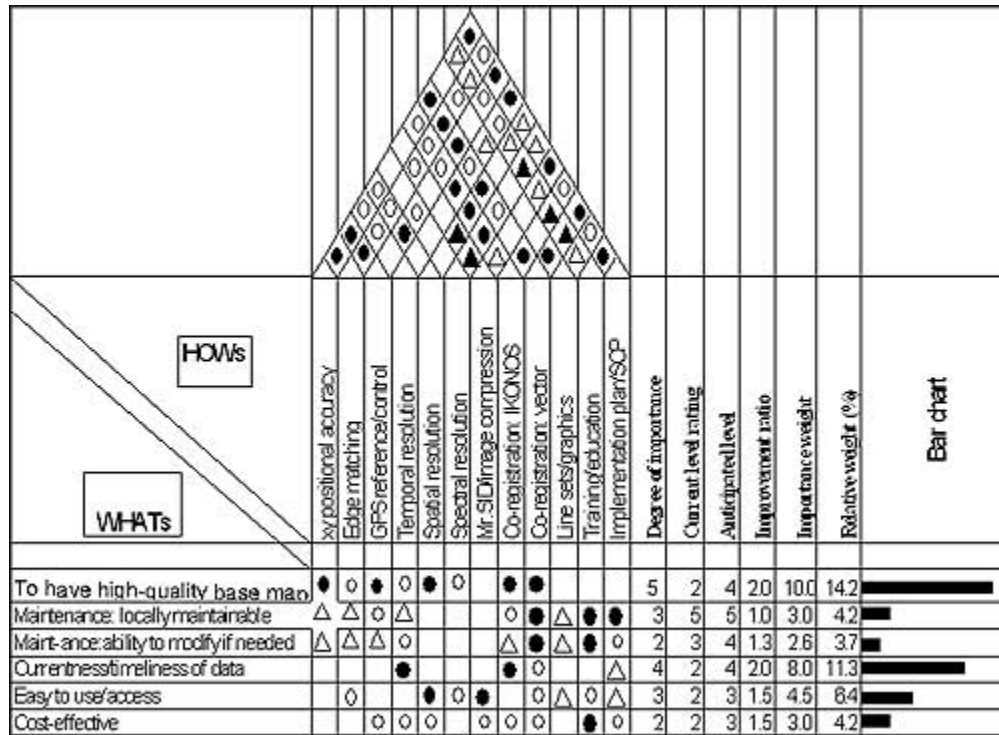 HOWs
WHATs
xy positional accuracy
Edge matching
GPS reference/control
Temporal resolution
Spatial resolution
Spectral resolution
Mr.SID/image compression
Co-registration: IKONOS
Co-registration: vector
Line sets/graphics
Training/education
Implementation plan/SCP
Degree of importance
Current level rating
Anticipated level
Improvement ratio
Importance weight
Relative weight (%)
Bar chart
To have high-quality base map 5 2 4 2.0 10.0 14.2
Maintenance: locally maintainable 3 5 5 1.0 3.0 4.2
Maint-ance: ability to modify if needed 2 3 4 1.3 2.6 3.7
Currentness/timeliness of data 4 2 4 2.0 8.0 11.3
Easy to use/access 3 2 3 1.5 4.5 6.4
Cost-effective 2 2 3 1.5 3.0 4.2